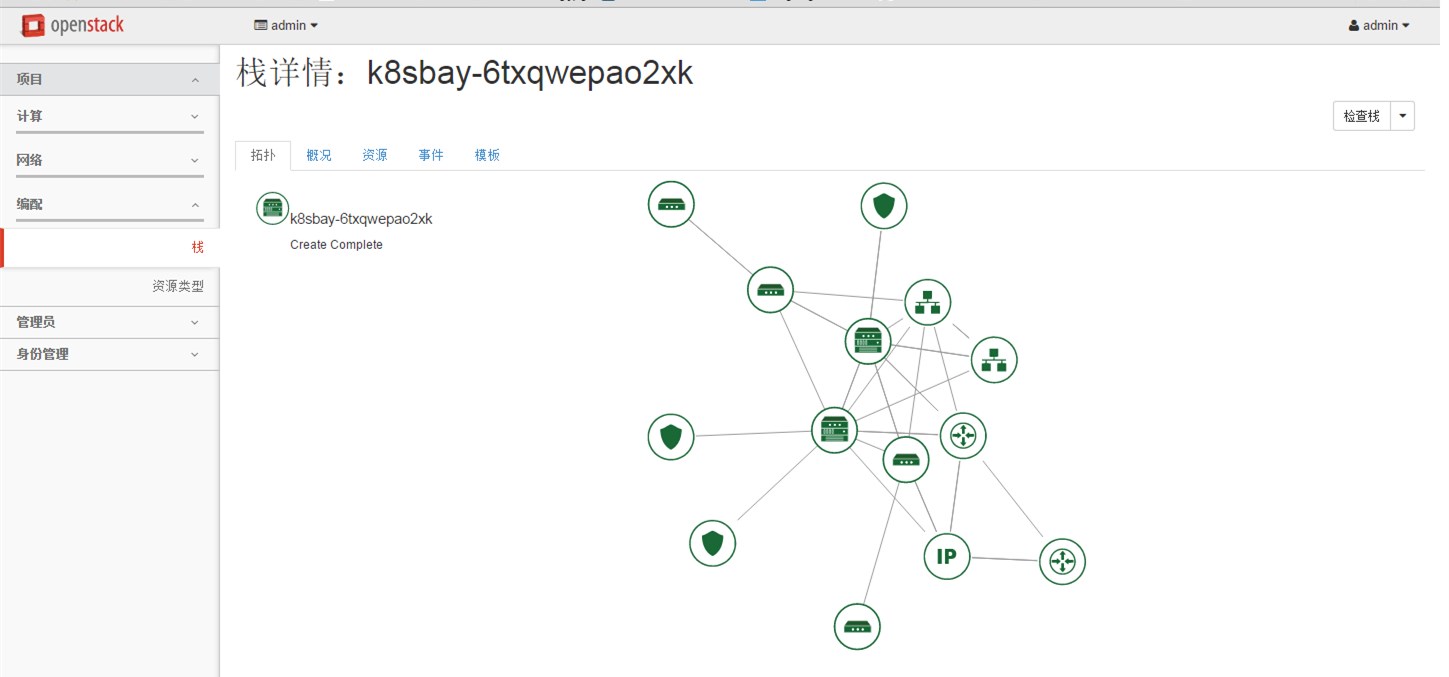 openstack
admin
admin
项目
计算
网络
编配
栈
资源类型
管理员
身份管理
栈详情：k8sbay-6txqwepao2xk
检查栈
拓扑 概况 资源 事件 模板
k8sbay-6txqwepao2xk
Create Complete
IP